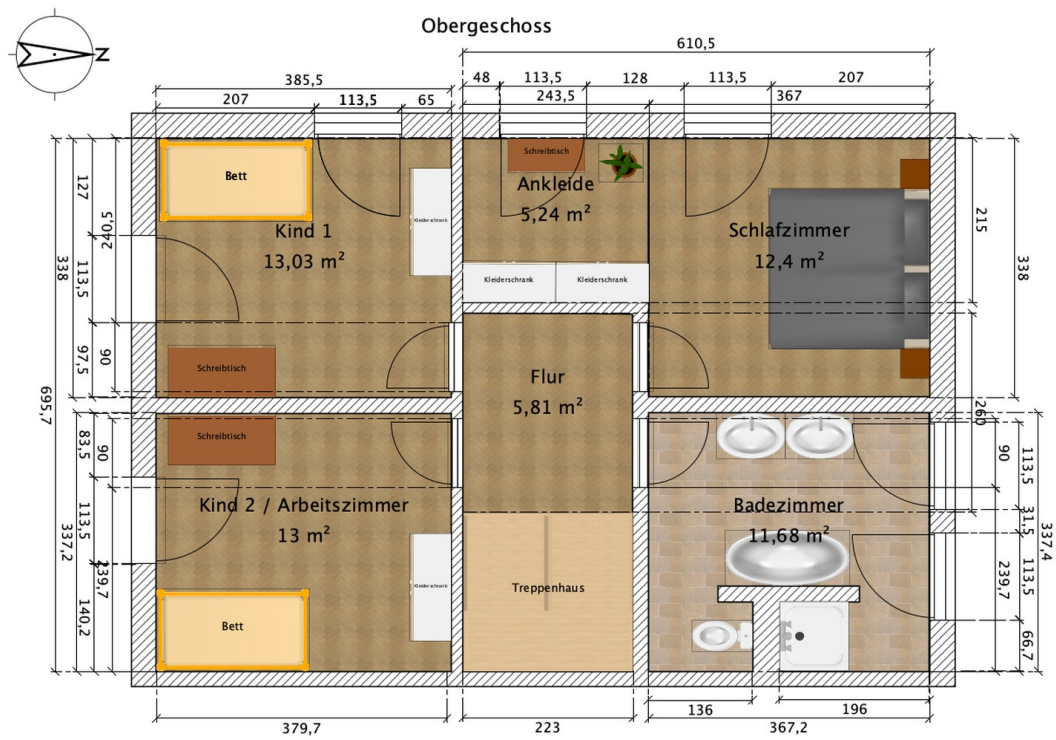 Obergeschoss
N
610,5
48
113,5
128
113,5
207
385,5
207
113,5
65
243,5
367
Bett
Schreibtisch
Ankleide
5,24 m²
Kleiderschrank
Kind 1
13,03 m²
Schlafzimmer
12,4 m²
Kleiderschrank
Kleiderschrank
127
240,5
113,5
338
97,5
90
215
338
Schreibtisch
Flur
5,81 m²
695,7
260
Schreibtisch
83,5
90
113,5
337,2
239,7
140,2
Kind 2 / Arbeitszimmer
13 m²
Kleiderschrank
Bett
Treppenhaus
Badezimmer
11,68 m²
90
113,5
31,5
337,4
113,5
239,7
66,7
136
196
379,7
223
367,2